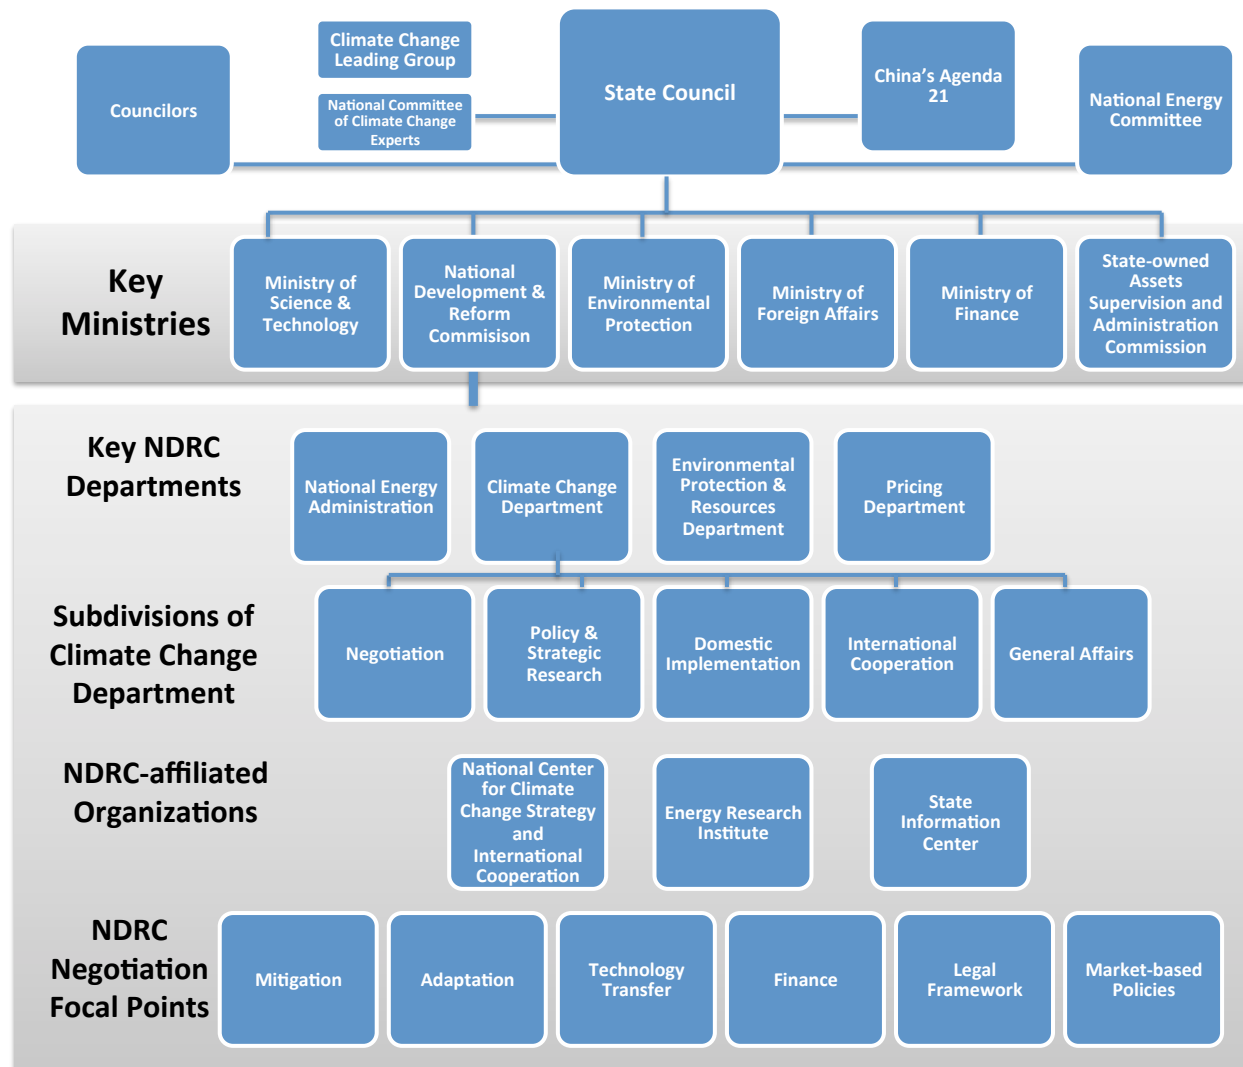 Councilors
Climate Change
Leading Group
National Committee
of Climate Change
Experts
State Council
China’s Agenda
21
National Energy
Committee
Key
Ministries
Ministry of
Science &
Technology
National
Development &
Reform
Commisison
Ministry of
Environmental
Protection
Ministry of
Foreign Affairs
Ministry of
Finance
State-owned
Assets
Supervision and
Administration
Commission
Key NDRC
Departments
National Energy
Administration
Climate Change
Department
Environmental
Protection &
Resources
Department
Pricing
Department
Subdivisions of
Climate Change
Department
Negotiation
Policy &
Strategic
Research
Domestic
Implementation
International
Cooperation
General Affairs
NDRC-affiliated
Organizations
National Center
for Climate
Change Strategy
and
International
Cooperation
Energy Research
Institute
State
Information
Center
NDRC
Negotiation
Focal Points
Mitigation
Adaptation
Technology
Transfer
Finance
Legal
Framework
Market-based
Policies